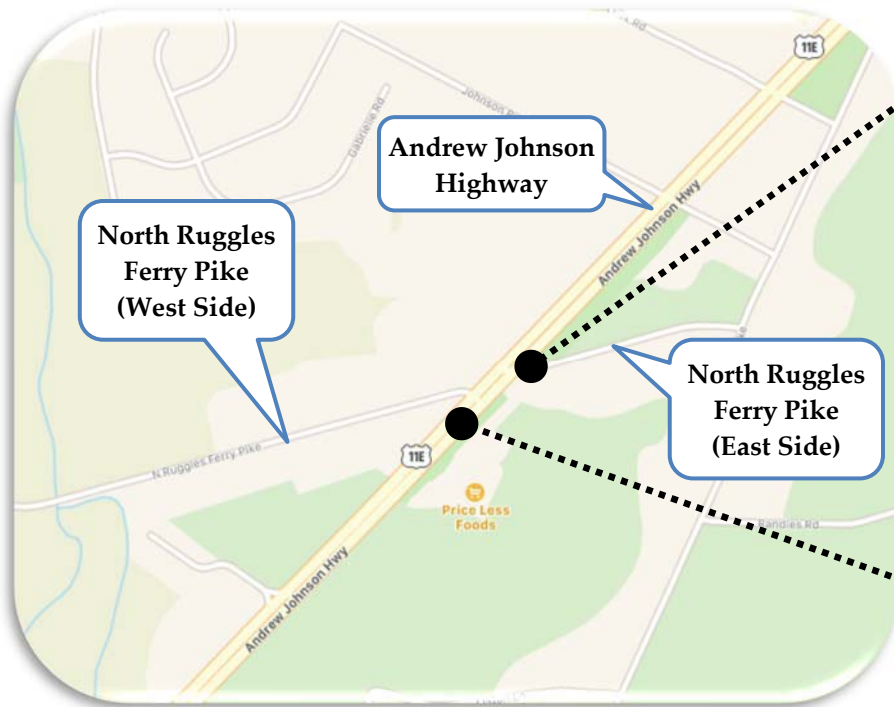 11E
Johnson
Gabrielle Rd
Andrew Johnson
Highway
Andrew Johnson Hwy
North Ruggles
Ferry Pike
(West Side)
North Ruggles
Ferry Pike
(East Side)
N Ruggles Ferry Pike
11E
Price Less
Foods
Randles Rd
Andrew Johnson Hwy